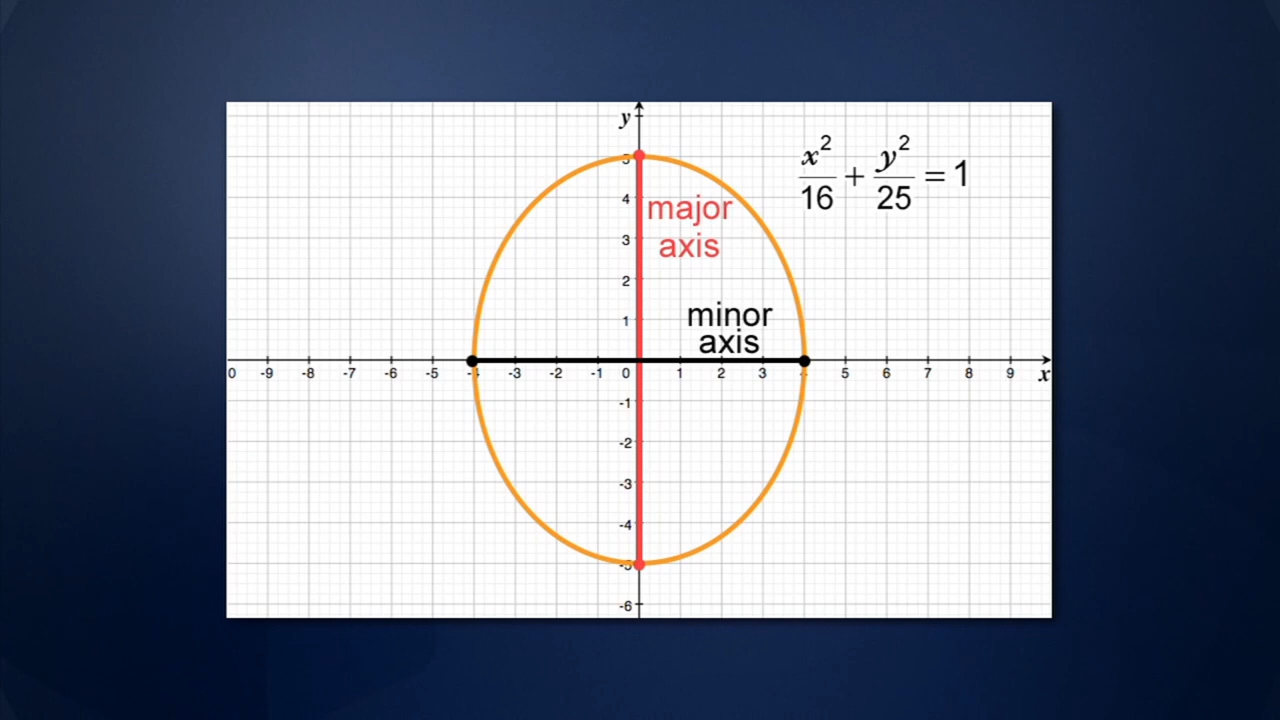 y
x² / 16 + y² / 25 = 1
5
4
major
axis
3
2
1
minor
axis
0 -9 -8 -7 -6 -5 -3 -2 -1 0 1 2 3 5 6 7 8 9 x
-1
-2
-3
-4
-5
-6